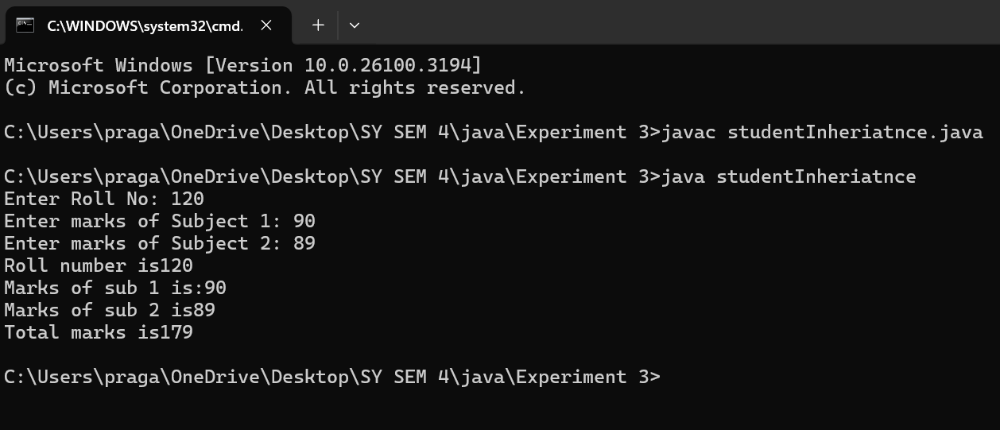 C:\WINDOWS\system32\cmd.
Microsoft Windows [Version 10.0.26100.3194]
(c) Microsoft Corporation. All rights reserved.
C:\Users\praga\OneDrive\Desktop\SY SEM 4\java\Experiment 3>javac studentInheriatnce.java
C:\Users\praga\OneDrive\Desktop\SY SEM 4\java\Experiment 3>java studentInheriatnce
Enter Roll No: 120
Enter marks of Subject 1: 90
Enter marks of Subject 2: 89
Roll number is120
Marks of sub 1 is:90
Marks of sub 2 is89
Total marks is179
C:\Users\praga\OneDrive\Desktop\SY SEM 4\java\Experiment 3>